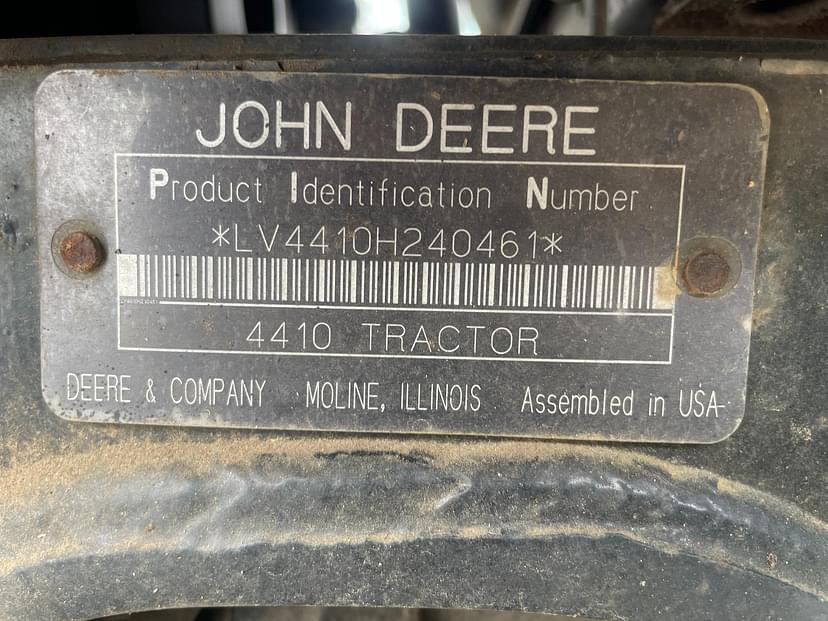 JOHN DEERE
Product Identification Number
*LV4410H240461*
4410 TRACTOR
DEERE & COMPANY MOLINE, ILLINOIS Assembled in USA